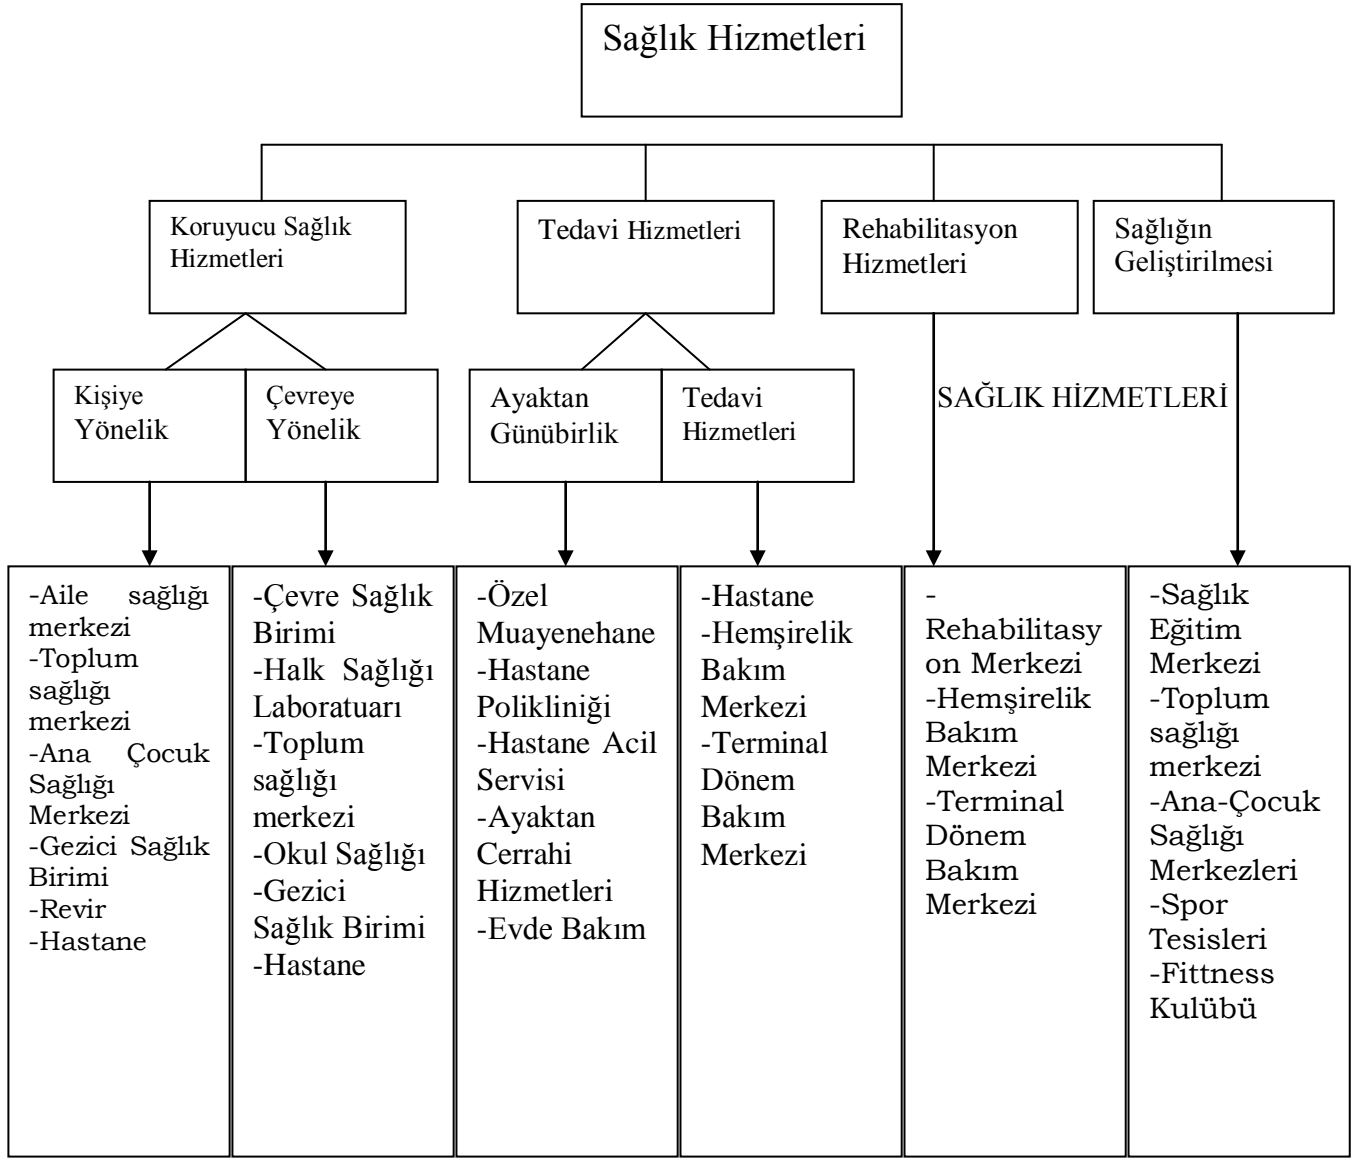 Sağlık Hizmetleri
Koruyucu Sağlık
Hizmetleri
Tedavi Hizmetleri
Rehabilitasyon
Hizmetleri
Sağlığın
Geliştirilmesi
Kişiye
Yönelik
Çevreye
Yönelik
Ayaktan
Günübirlik
Tedavi
Hizmetleri
SAĞLIK HİZMETLERİ
-Aile sağlığı
merkezi
-Toplum
sağlığı
merkezi
-Ana Çocuk
Sağlığı
Merkezi
-Gezici Sağlık
Birimi
-Revir
-Hastane
-Çevre Sağlık
Birimi
-Halk Sağlığı
Laboratuarı
-Toplum
sağlığı
merkezi
-Okul Sağlığı
-Gezici
Sağlık Birimi
-Hastane
-Özel
Muayenehane
-Hastane
Polikliniği
-Hastane Acil
Servisi
-Ayaktan
Cerrahi
Hizmetleri
-Evde Bakım
-Hastane
-Hemşirelik
Bakım
Merkezi
-Terminal
Dönem
Bakım
Merkezi
-
Rehabilitasy
on Merkezi
-Hemşirelik
Bakım
Merkezi
-Terminal
Dönem
Bakım
Merkezi
-Sağlık
Eğitim
Merkezi
-Toplum
sağlığı
merkezi
-Ana-Çocuk
Sağlığı
Merkezleri
-Spor
Tesisleri
-Fittness
Kulübü